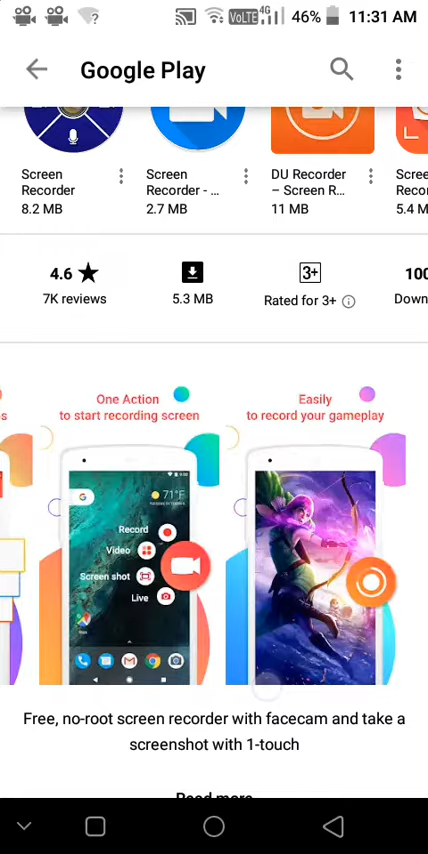 VoLTE 4G 46% 11:31 AM
Google Play
Screen
Recorder
8.2 MB
Screen
Recorder - ...
2.7 MB
DU Recorder
– Screen R...
11 MB
Scree
Reco
5.4 M
4.6 ★
7K reviews
5.3 MB
3+
Rated for 3+
100
Down
s
One Action
to start recording screen
Easily
to record your gameplay
G
71°F
Record
Video
Screen shot
Live
Free, no-root screen recorder with facecam and take a
screenshot with 1-touch
Read more